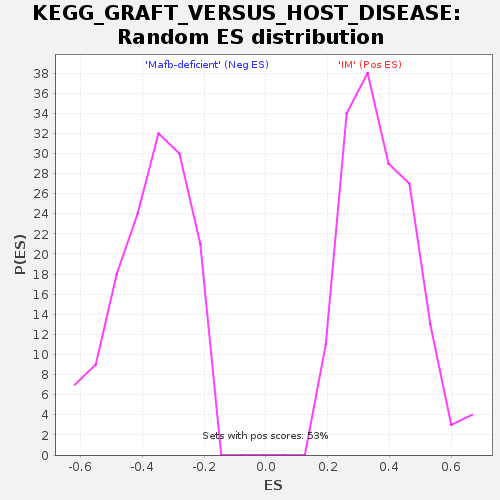 KEGG_GRAFT_VERSUS_HOST_DISEASE:
Random ES distribution
'Mafb-deficient' (Neg ES) 'IM' (Pos ES)
38
36
34
32
30
28
26
24
22
20
18
16
14
12
10
8
6
4
2
0
P(ES)
Sets with pos scores: 53%
-0.6 -0.4 -0.2 0.0 0.2 0.4 0.6
ES